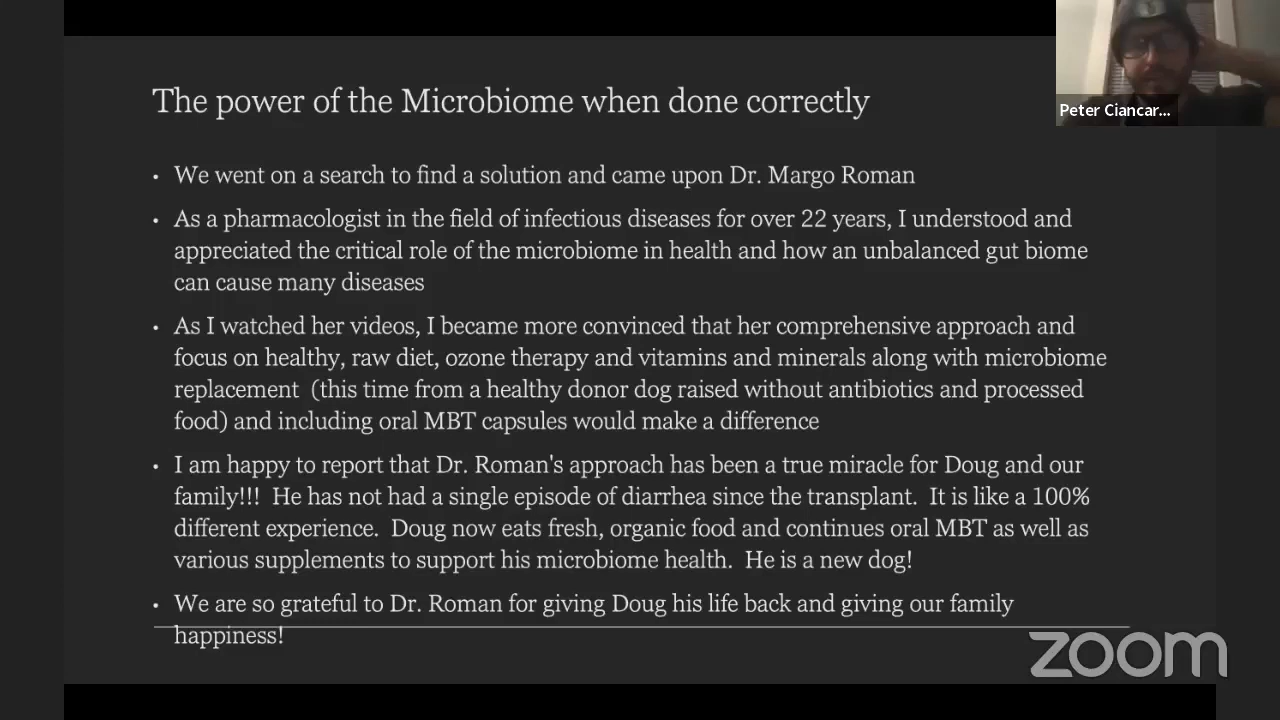 The power of the Microbiome when done correctly
Peter Ciancar...
• We went on a search to find a solution and came upon Dr. Margo Roman
• As a pharmacologist in the field of infectious diseases for over 22 years, I understood and
appreciated the critical role of the microbiome in health and how an unbalanced gut biome
can cause many diseases
• As I watched her videos, I became more convinced that her comprehensive approach and
focus on healthy, raw diet, ozone therapy and vitamins and minerals along with microbiome
replacement (this time from a healthy donor dog raised without antibiotics and processed
food) and including oral MBT capsules would make a difference
• I am happy to report that Dr. Roman's approach has been a true miracle for Doug and our
family!!! He has not had a single episode of diarrhea since the transplant. It is like a 100%
different experience. Doug now eats fresh, organic food and continues oral MBT as well as
various supplements to support his microbiome health. He is a new dog!
• We are so grateful to Dr. Roman for giving Doug his life back and giving our family
happiness!
zoom